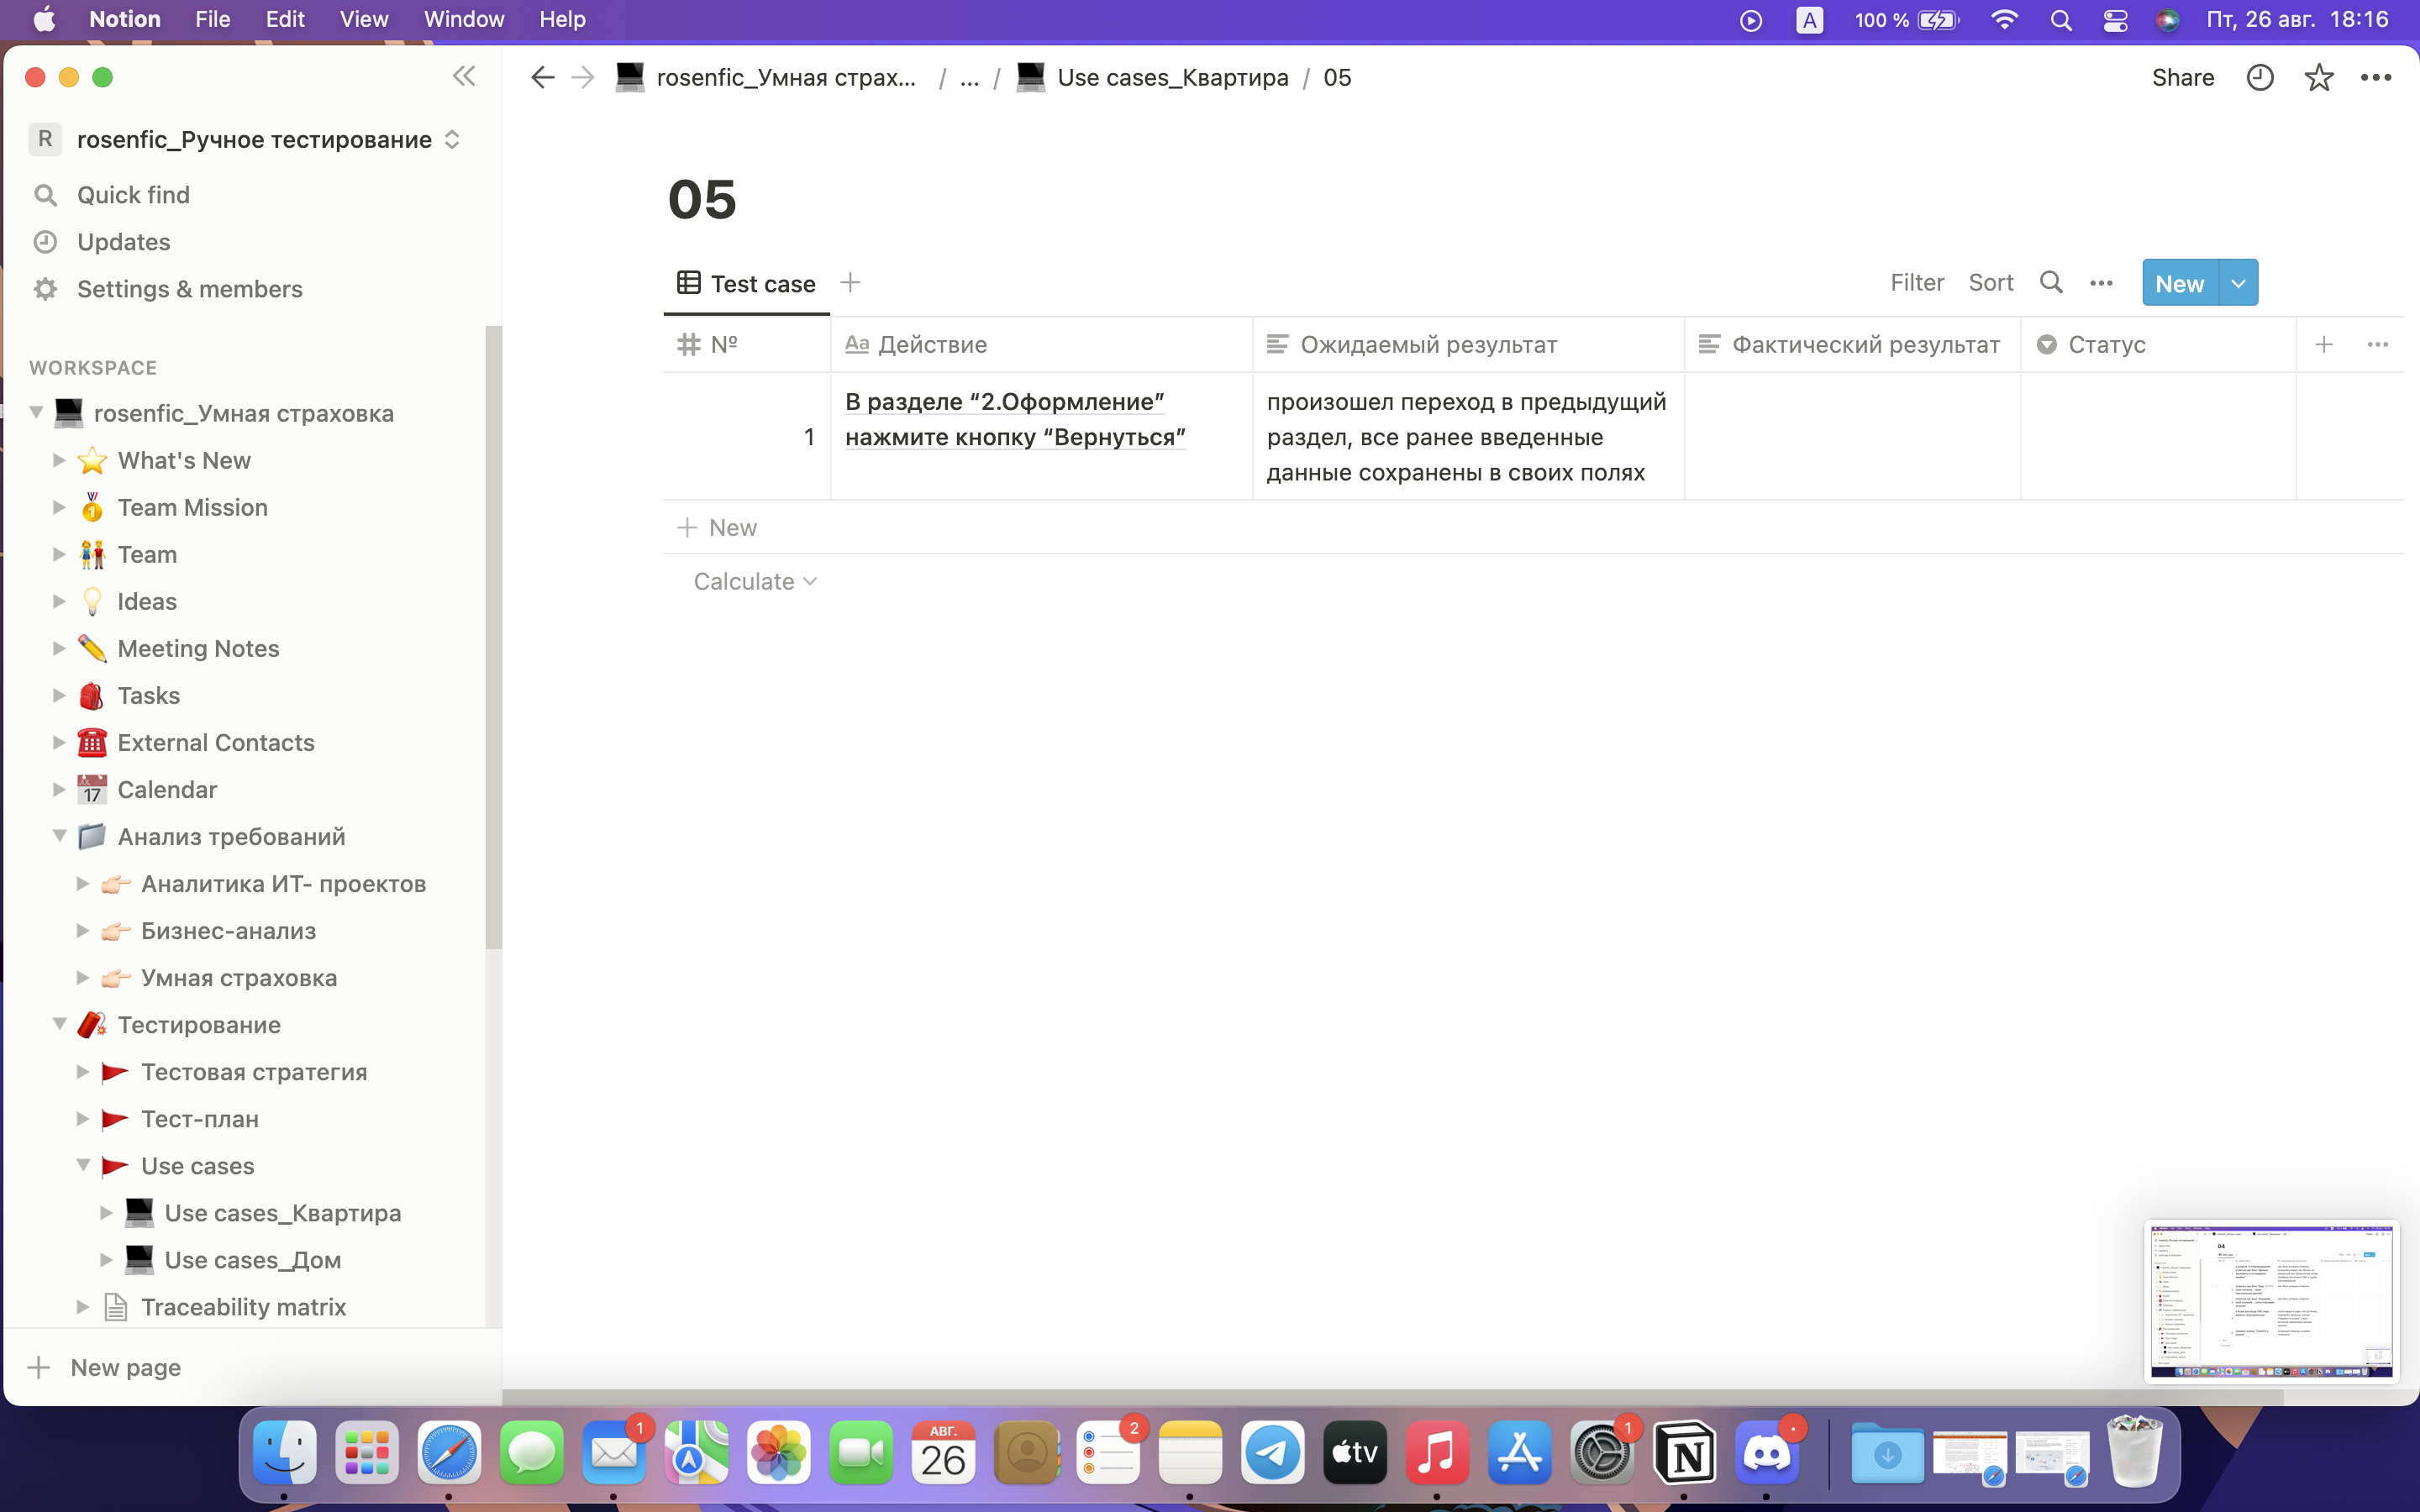 Notion File Edit View Window Help
A 100 % Пт, 26 авг. 18:16
rosenfic_Умная страх... / ... / Use cases_Квартира / 05
Share
R rosenfic_Ручное тестирование
Quick find
Updates
Settings & members
WORKSPACE
rosenfic_Умная страховка
What's New
Team Mission
Team
Ideas
Meeting Notes
Tasks
External Contacts
17 Calendar
Анализ требований
Аналитика ИТ- проектов
Бизнес-анализ
Умная страховка
Тестирование
Тестовая стратегия
Тест-план
Use cases
Use cases_Квартира
Use cases_Дом
Traceability matrix
New page
05
Test case
Filter Sort New
№ Aa Действие Ожидаемый результат Фактический результат Статус
1
В разделе “2.Оформление”
нажмите кнопку “Вернуться”
произошел переход в предыдущий
раздел, все ранее введенные
данные сохранены в своих полях
New
Calculate
04
1
АВГ.
26
2
tv
1